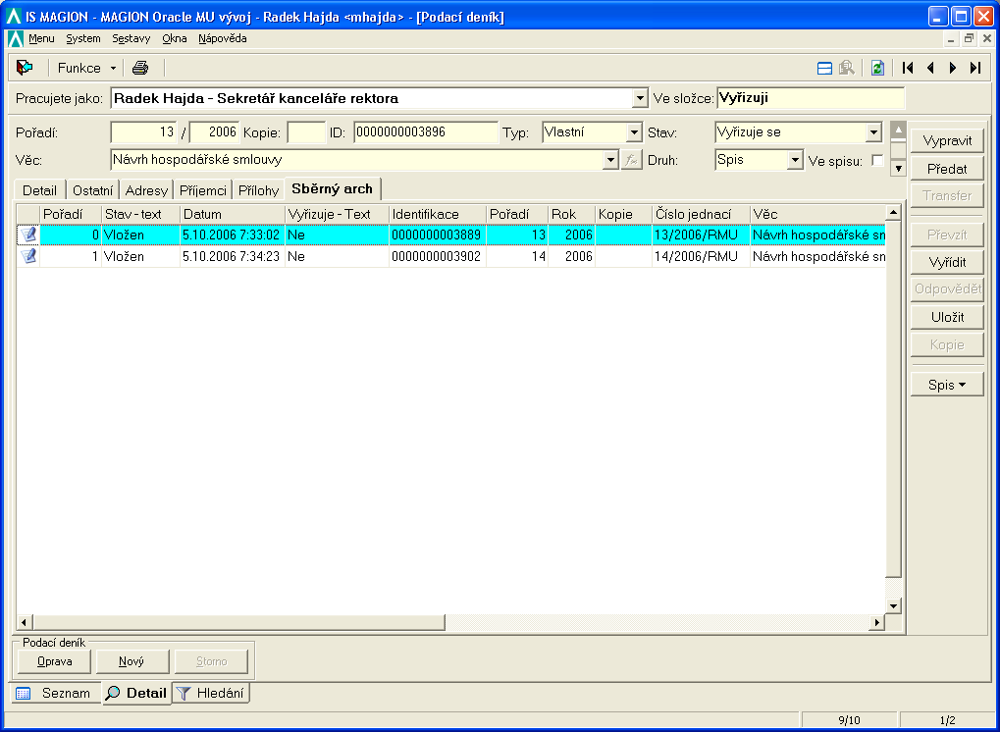 IS MAGION - MAGION Oracle MU vývoj - Radek Hajda <mhajda> - [Podací deník]
Menu System Sestavy Okna Nápověda
Funkce
Pracujete jako: Radek Hajda - Sekretář kanceláře rektora Ve složce: Vyřizuji
Pořadí: 13 / 2006 Kopie: ID: 0000000003896 Typ: Vlastní Stav: Vyřizuje se
Věc: Návrh hospodářské smlouvy Druh: Spis Ve spisu:
Detail Ostatní Adresy Příjemci Přílohy Sběrný arch
Pořadí Stav - text Datum Vyřizuje - Text Identifikace Pořadí Rok Kopie Číslo jednací Věc
0 Vložen 5.10.2006 7:33:02 Ne 0000000003889 13 2006 13/2006/RMU Návrh hospodářské sm
1 Vložen 5.10.2006 7:34:23 Ne 0000000003902 14 2006 14/2006/RMU Návrh hospodářské sm
Vypravit
Předat
Transfer
Převzít
Vyřídit
Odpovědět
Uložit
Kopie
Spis
Podací deník
Oprava Nový Storno
Seznam Detail Hledání
9/10 1/2